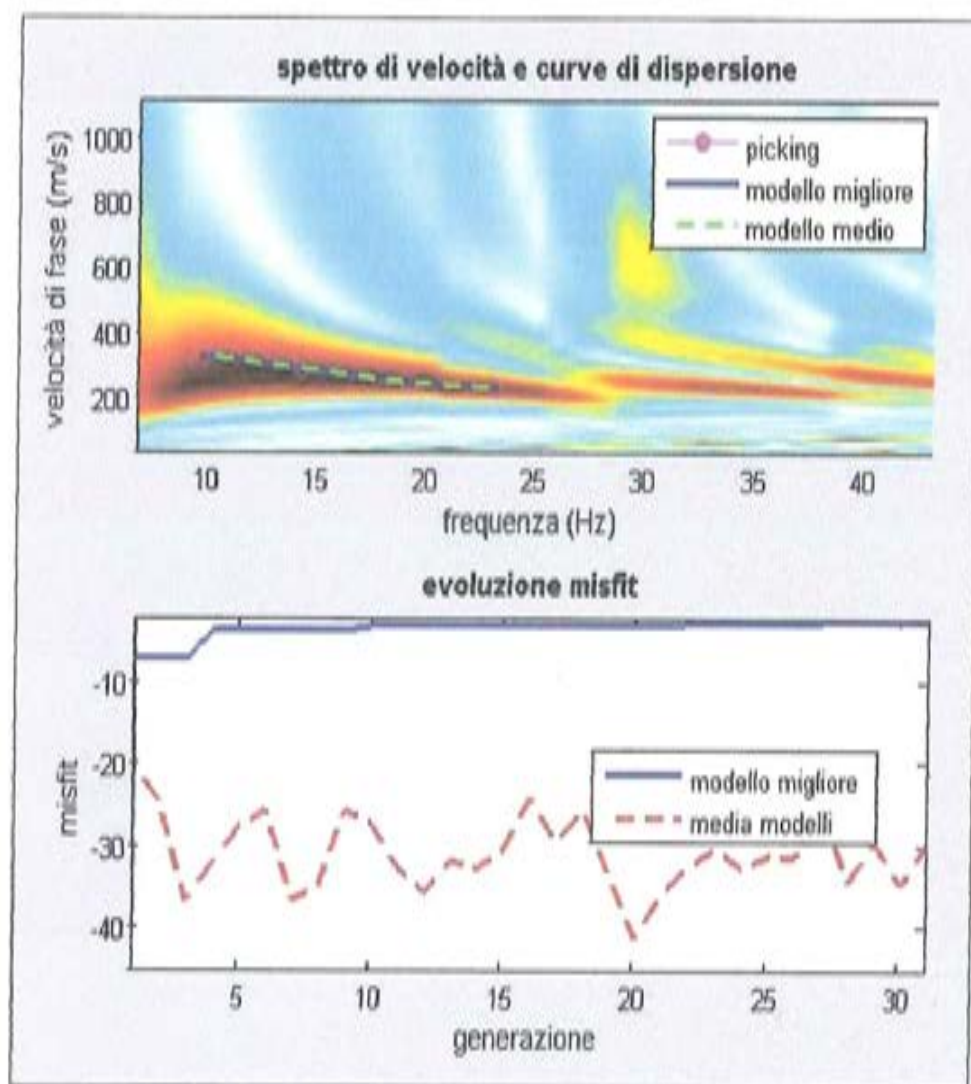 spettro di velocità e curve di dispersione
velocità di fase (m/s)
1000
800
600
400
200
picking
modello migliore
modello medio
10 15 20 25 30 35 40
frequenza (Hz)
evoluzione misfit
misfit
-10
-20
-30
-40
modello migliore
media modelli
5 10 15 20 25 30
generazione